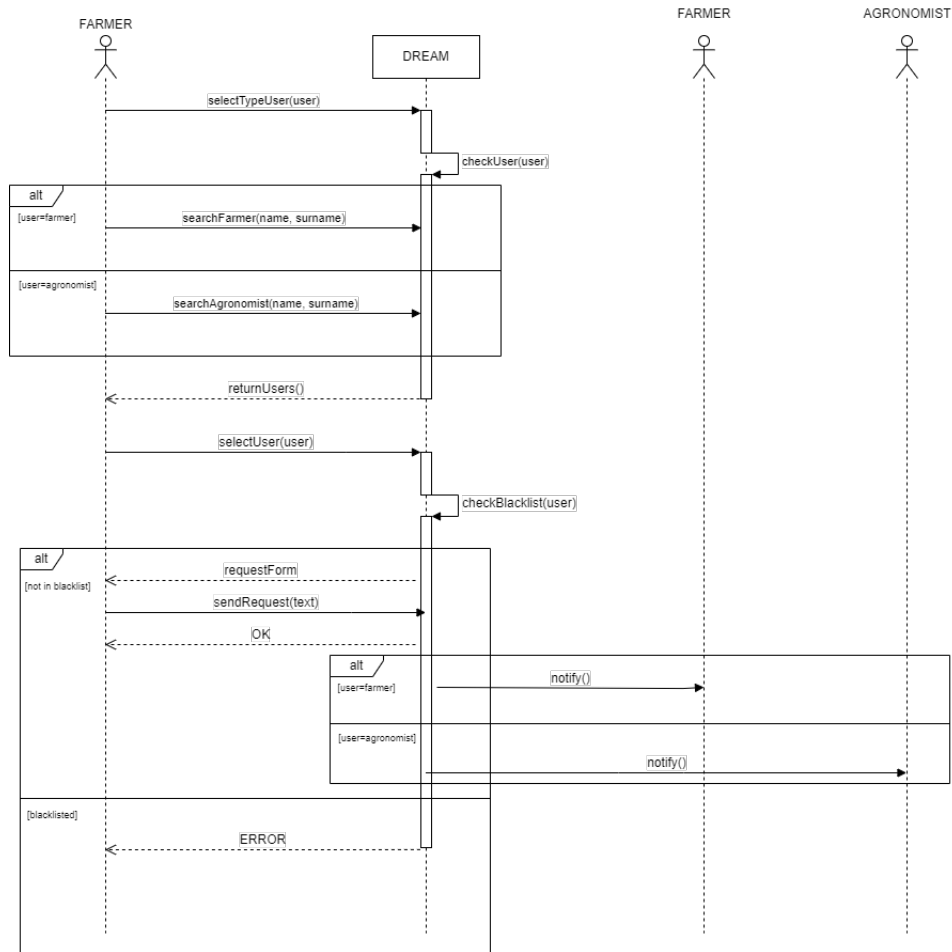 FARMER
AGRONOMIST
FARMER
DREAM
selectTypeUser(user)
checkUser(user)
alt
[user=farmer]
searchFarmer(name, surname)
[user=agronomist]
searchAgronomist(name, surname)
returnUsers()
selectUser(user)
checkBlacklist(user)
alt
requestForm
[not in blacklist]
sendRequest(text)
OK
alt
notify()
[user=farmer]
[user=agronomist]
notify()
[blacklisted]
ERROR